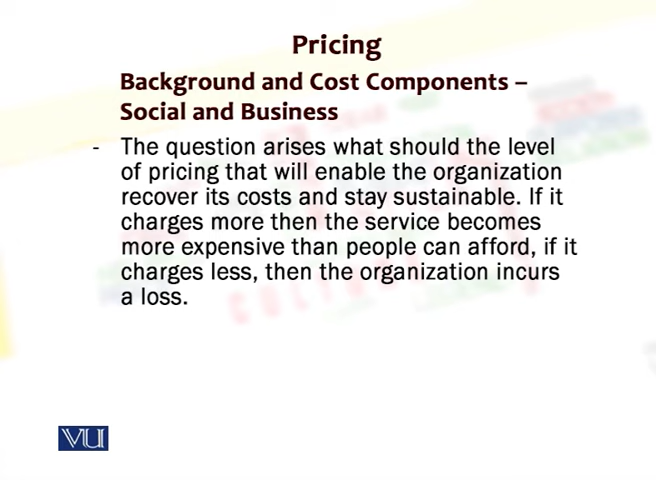 Pricing
Background and Cost Components –
Social and Business
- The question arises what should the level
of pricing that will enable the organization
recover its costs and stay sustainable. If it
charges more then the service becomes
more expensive than people can afford, if it
charges less, then the organization incurs
a loss.
VU